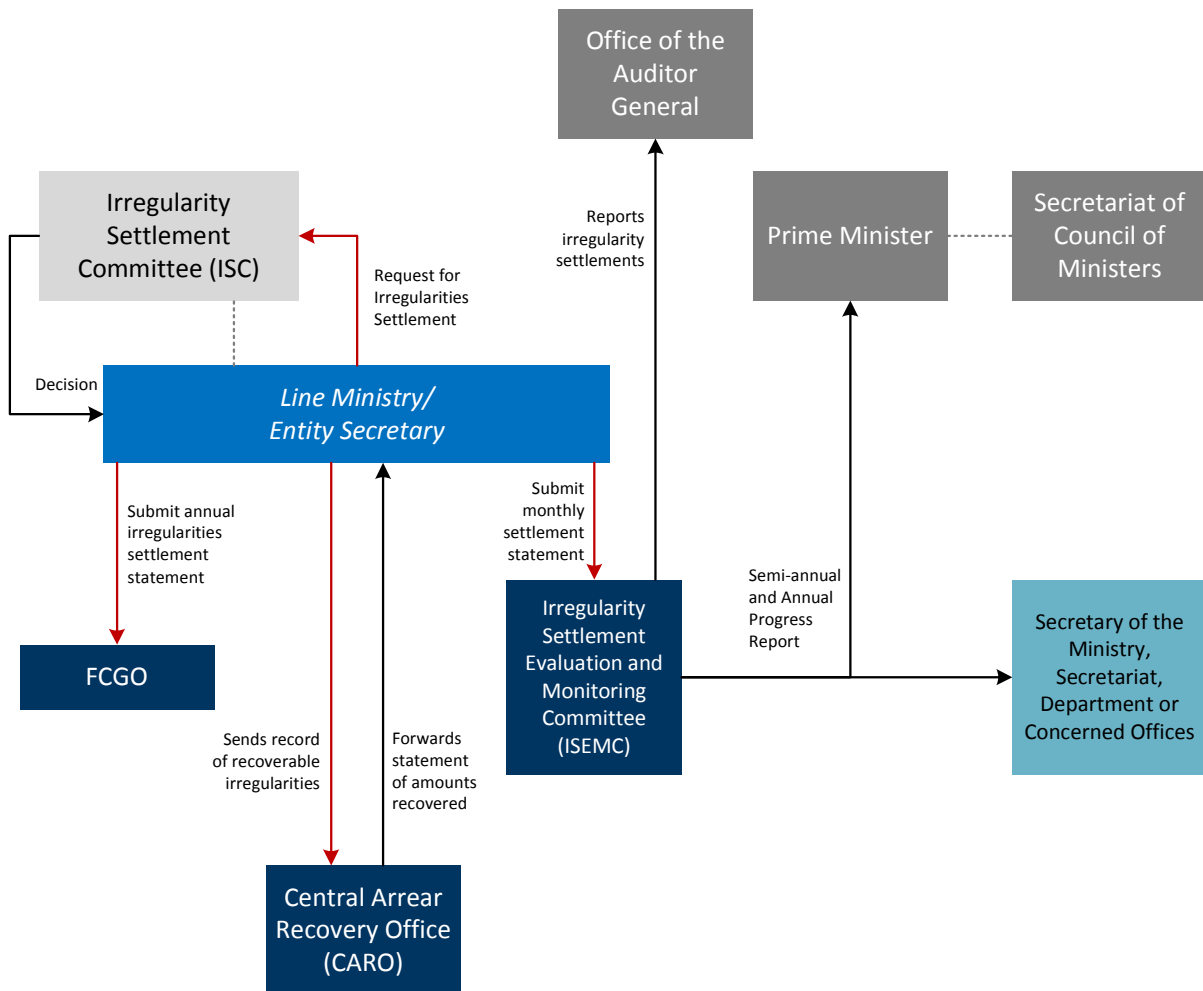 Office of the
Auditor
General
Irregularity
Settlement
Committee (ISC)
Reports
irregularity
settlements
Prime Minister
Secretariat of
Council of
Ministers
Request for
Irregularities
Settlement
Decision
Line Ministry/
Entity Secretary
Submit annual
irregularities
settlement
statement
Submit
monthly
settlement
statement
FCGO
Sends record
of recoverable
irregularities
Forwards
statement
of amounts
recovered
Irregularity
Settlement
Evaluation and
Monitoring
Committee
(ISEMC)
Semi-annual
and Annual
Progress
Report
Secretary of the
Ministry,
Secretariat,
Department or
Concerned Offices
Central Arrear
Recovery Office
(CARO)